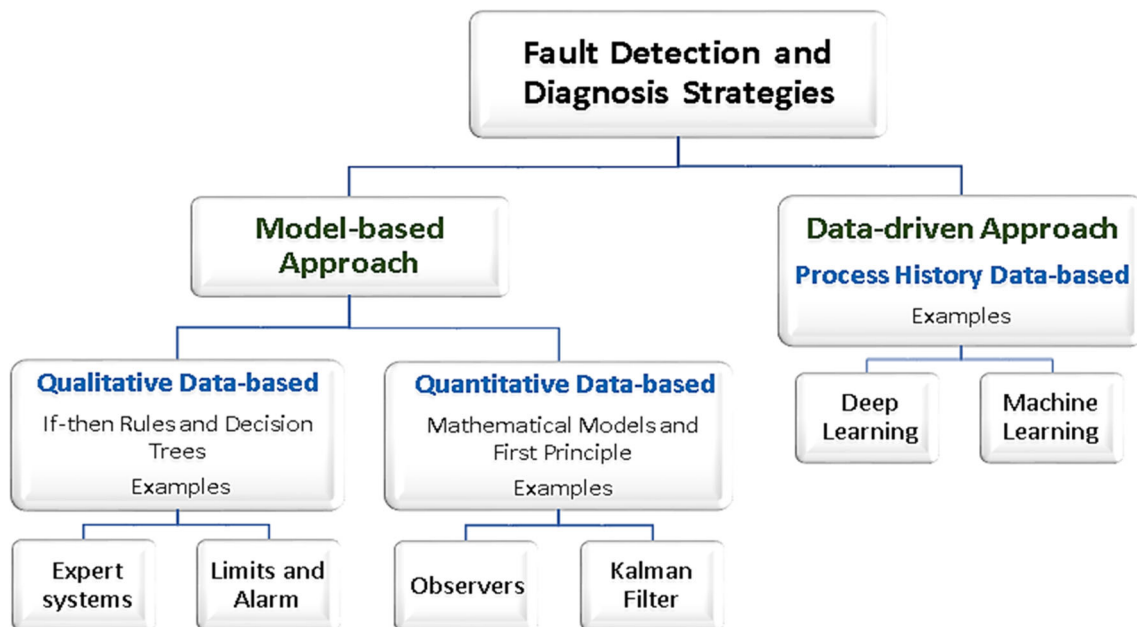 Fault Detection and
Diagnosis Strategies
Model-based
Approach
Data-driven Approach
Process History Data-based
Examples
Qualitative Data-based
If-then Rules and Decision
Trees
Examples
Quantitative Data-based
Mathematical Models and
First Principle
Examples
Deep
Learning
Machine
Learning
Expert
systems
Limits and
Alarm
Observers
Kalman
Filter